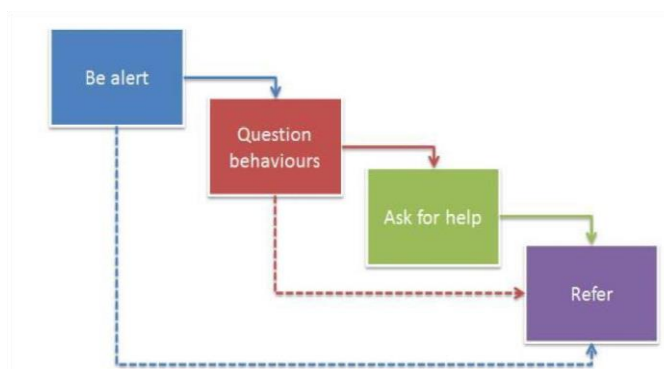 Be alert
Question
behaviours
Ask for help
Refer